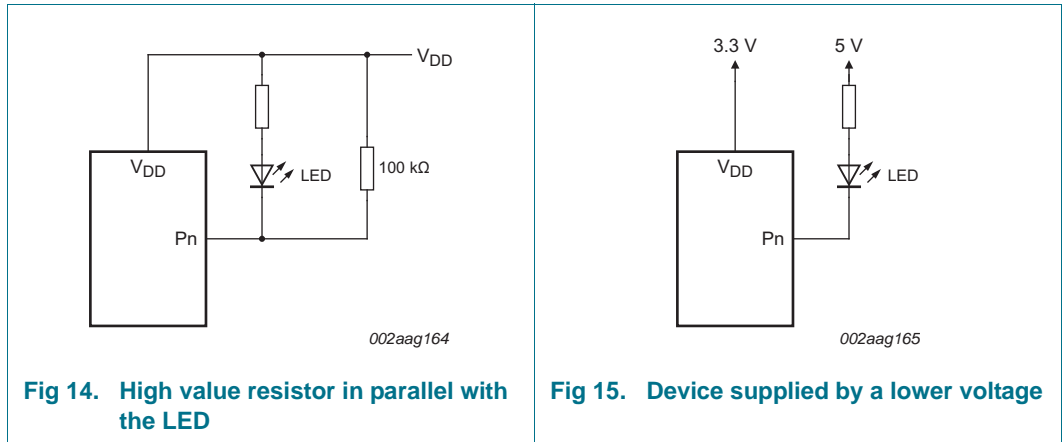 VDD
VDD
LED
100 kΩ
Pn
002aag164
Fig 14. High value resistor in parallel with
the LED
3.3 V
5 V
VDD
LED
Pn
002aag165
Fig 15. Device supplied by a lower voltage